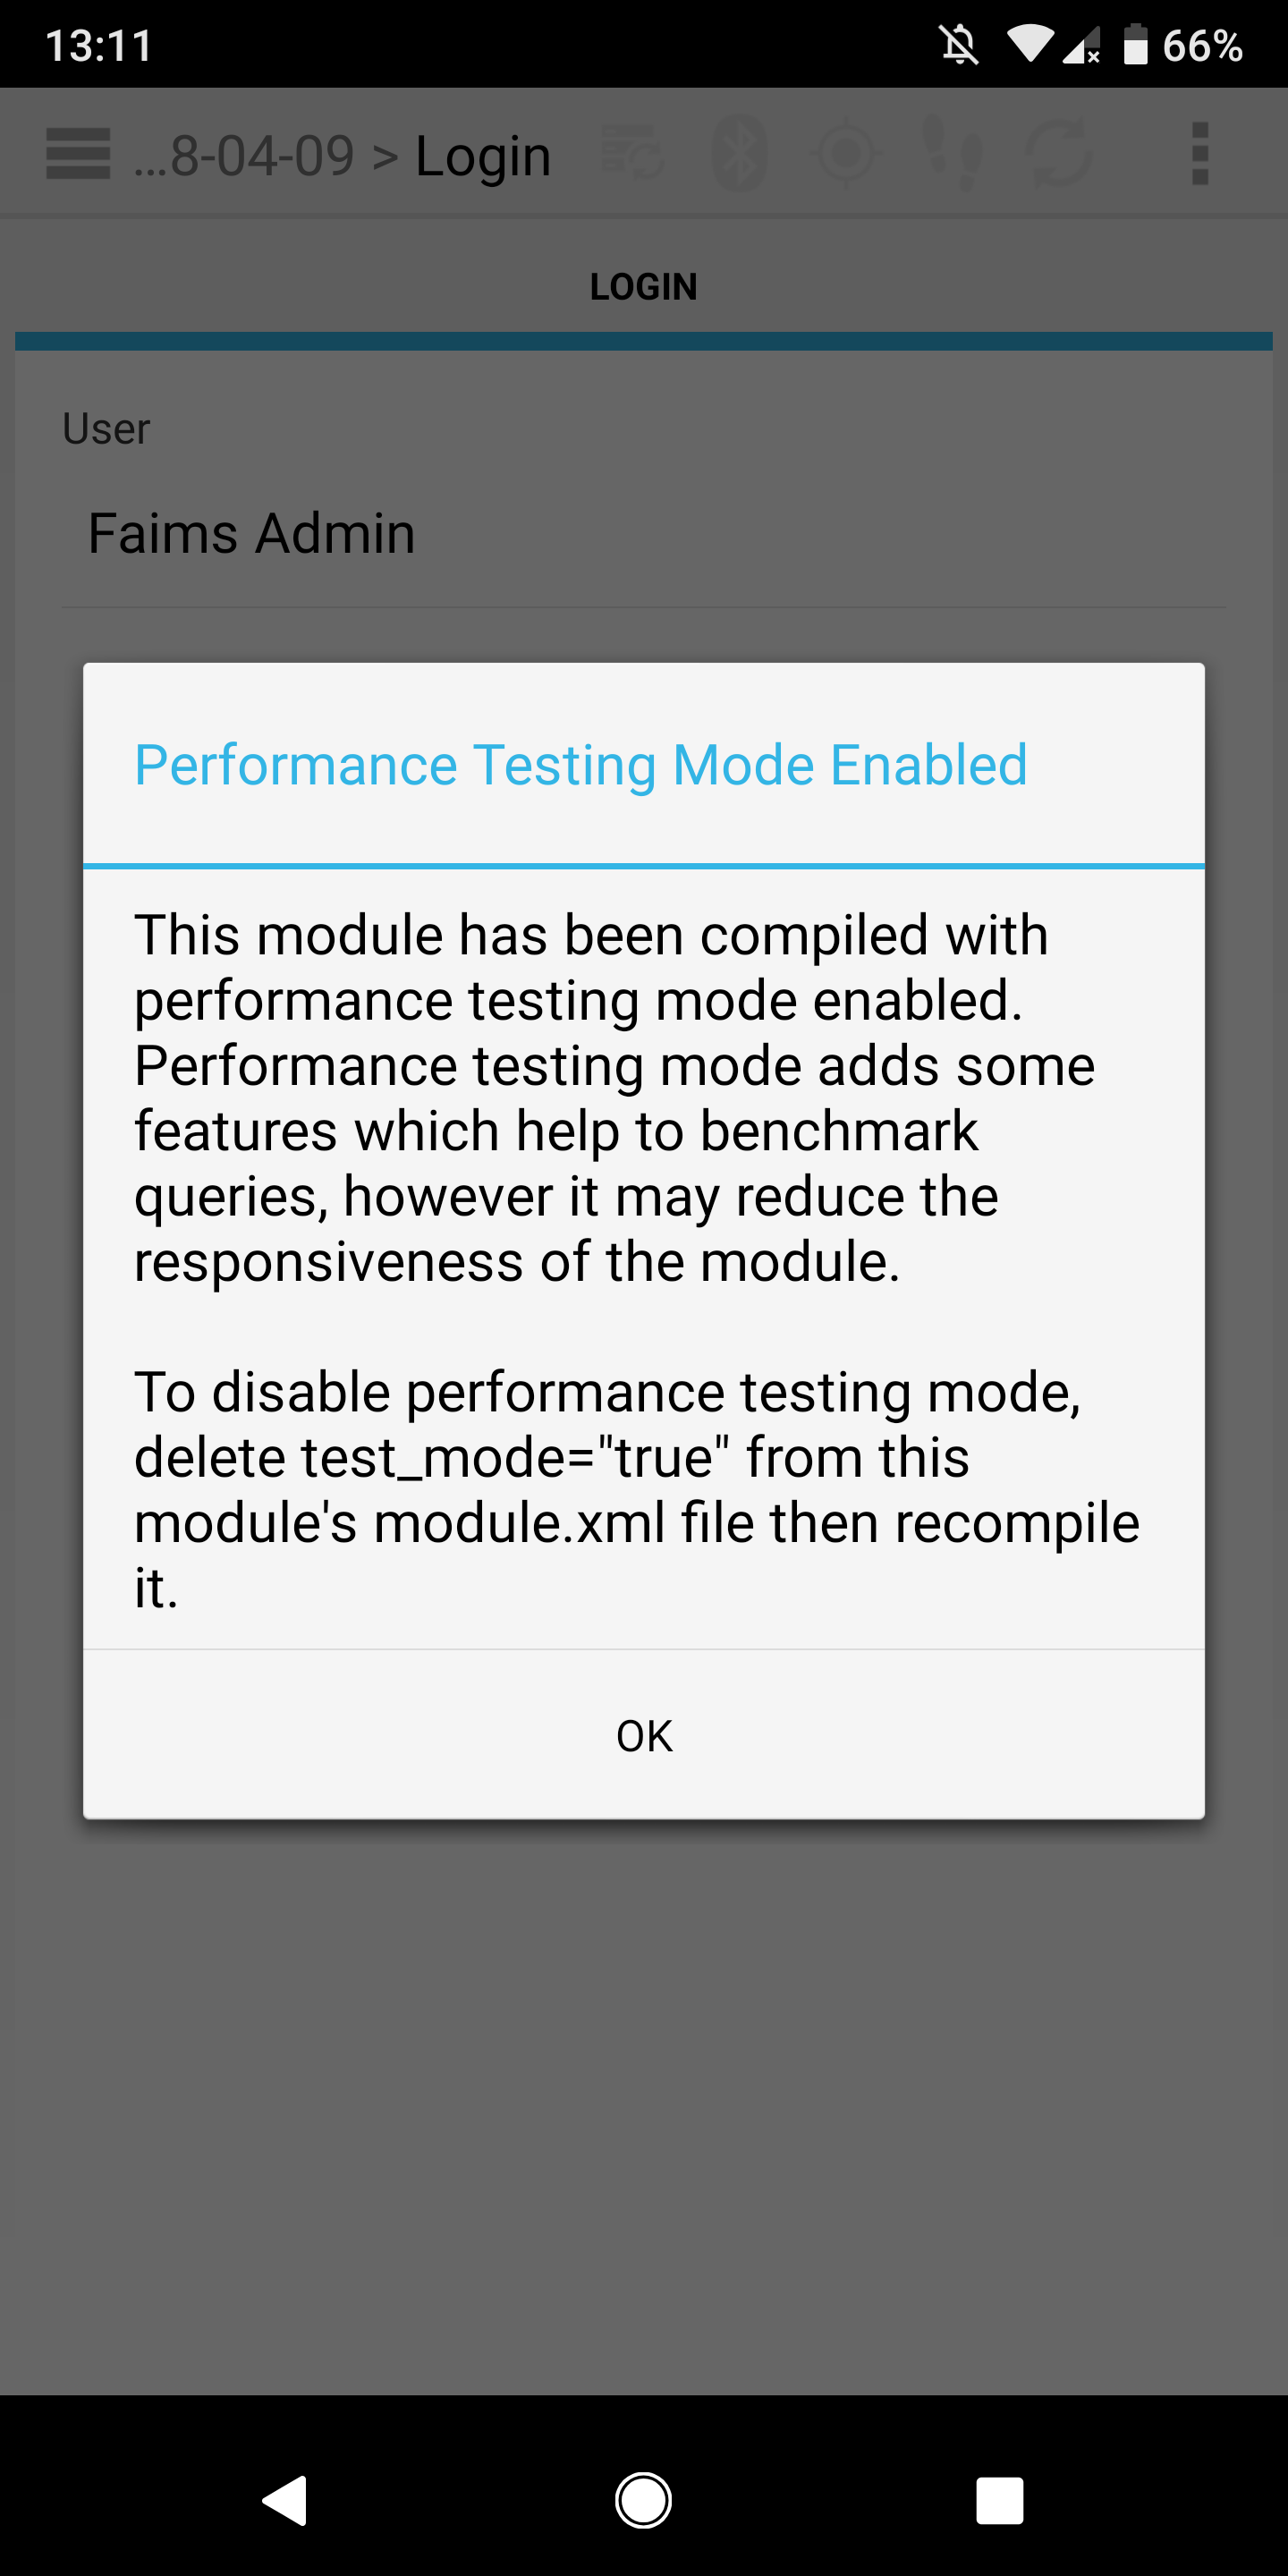 13:11
66%
...8-04-09 > Login
LOGIN
User
Faims Admin
Performance Testing Mode Enabled
This module has been compiled with
performance testing mode enabled.
Performance testing mode adds some
features which help to benchmark
queries, however it may reduce the
responsiveness of the module.
To disable performance testing mode,
delete test_mode="true" from this
module's module.xml file then recompile
it.
OK